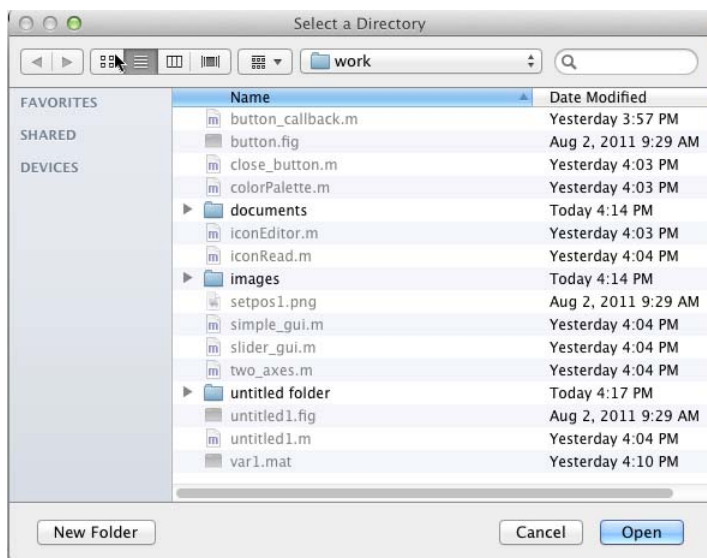 Select a Directory
work
FAVORITES
SHARED
DEVICES
Name Date Modified
button_callback.m Yesterday 3:57 PM
button.fig Aug 2, 2011 9:29 AM
close_button.m Yesterday 4:03 PM
colorPalette.m Yesterday 4:03 PM
documents Today 4:14 PM
iconEditor.m Yesterday 4:03 PM
iconRead.m Yesterday 4:04 PM
images Today 4:14 PM
setpos1.png Aug 2, 2011 9:29 AM
simple_gui.m Yesterday 4:04 PM
slider_gui.m Yesterday 4:04 PM
two_axes.m Yesterday 4:04 PM
untitled folder Today 4:17 PM
untitled1.fig Aug 2, 2011 9:29 AM
untitled1.m Yesterday 4:04 PM
var1.mat Yesterday 4:10 PM
New Folder Cancel Open